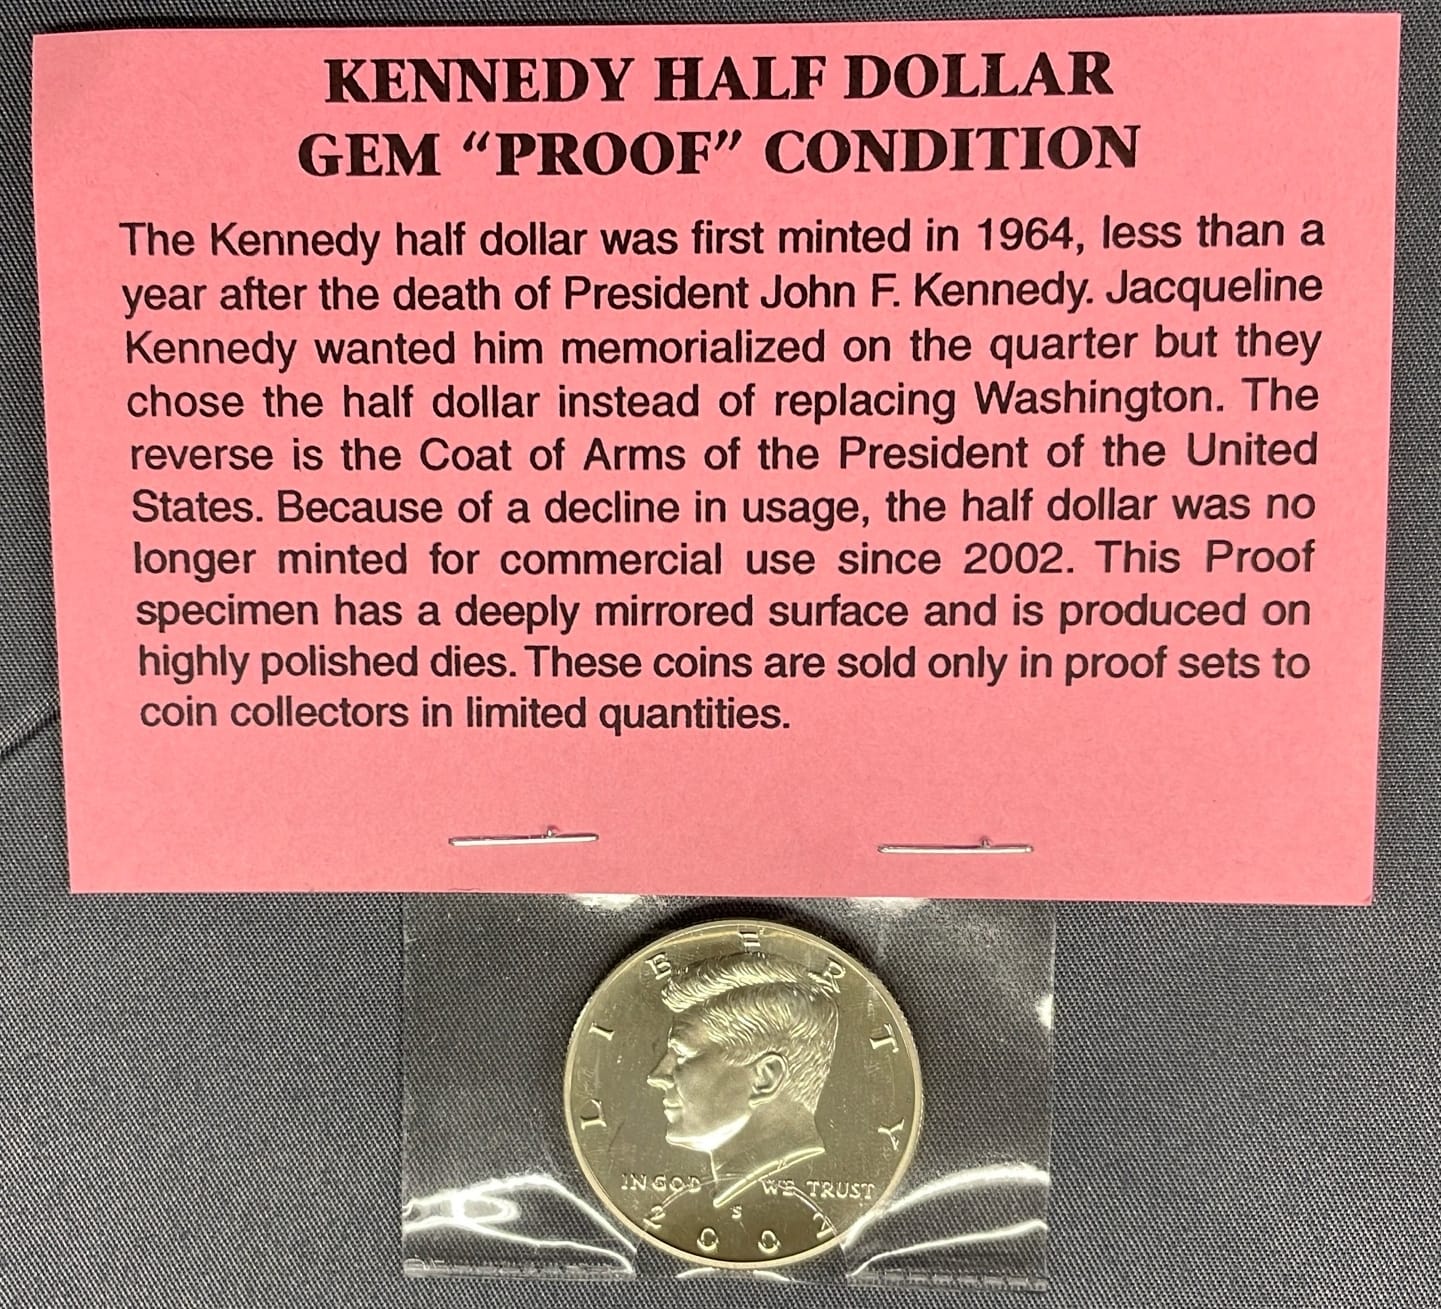 KENNEDY HALF DOLLAR
GEM “PROOF” CONDITION
The Kennedy half dollar was first minted in 1964, less than a
year after the death of President John F. Kennedy. Jacqueline
Kennedy wanted him memorialized on the quarter but they
chose the half dollar instead of replacing Washington. The
reverse is the Coat of Arms of the President of the United
States. Because of a decline in usage, the half dollar was no
longer minted for commercial use since 2002. This Proof
specimen has a deeply mirrored surface and is produced on
highly polished dies. These coins are sold only in proof sets to
coin collectors in limited quantities.
LIBERTY
IN GOD WE TRUST
S
2002